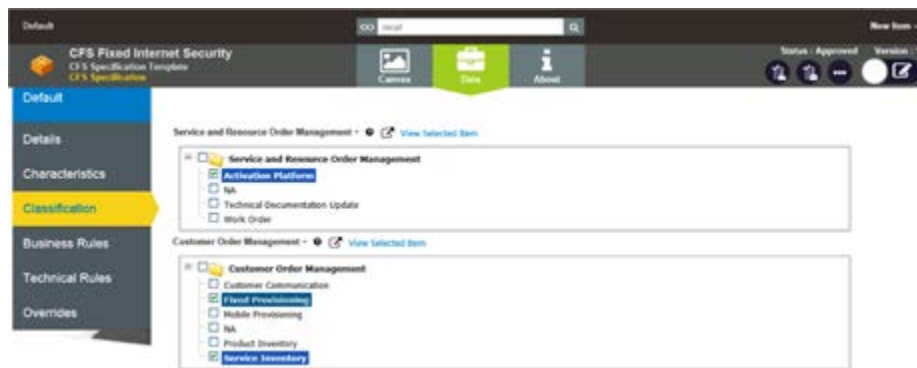 Default
New Item
CFS Fixed Internet Security
CFS Specification Template
CFS Specification
Canvas
Data
About
Status : Approved
Version :
Default
Details
Characteristics
Classification
Business Rules
Technical Rules
Overrides
Service and Resource Order Management - View Selected Item
Service and Resource Order Management
Activation Platform
NA
Technical Documentation Update
Work Order
Customer Order Management - View Selected Item
Customer Order Management
Customer Communication
Fixed Provisioning
Mobile Provisioning
NA
Product Inventory
Service Inventory